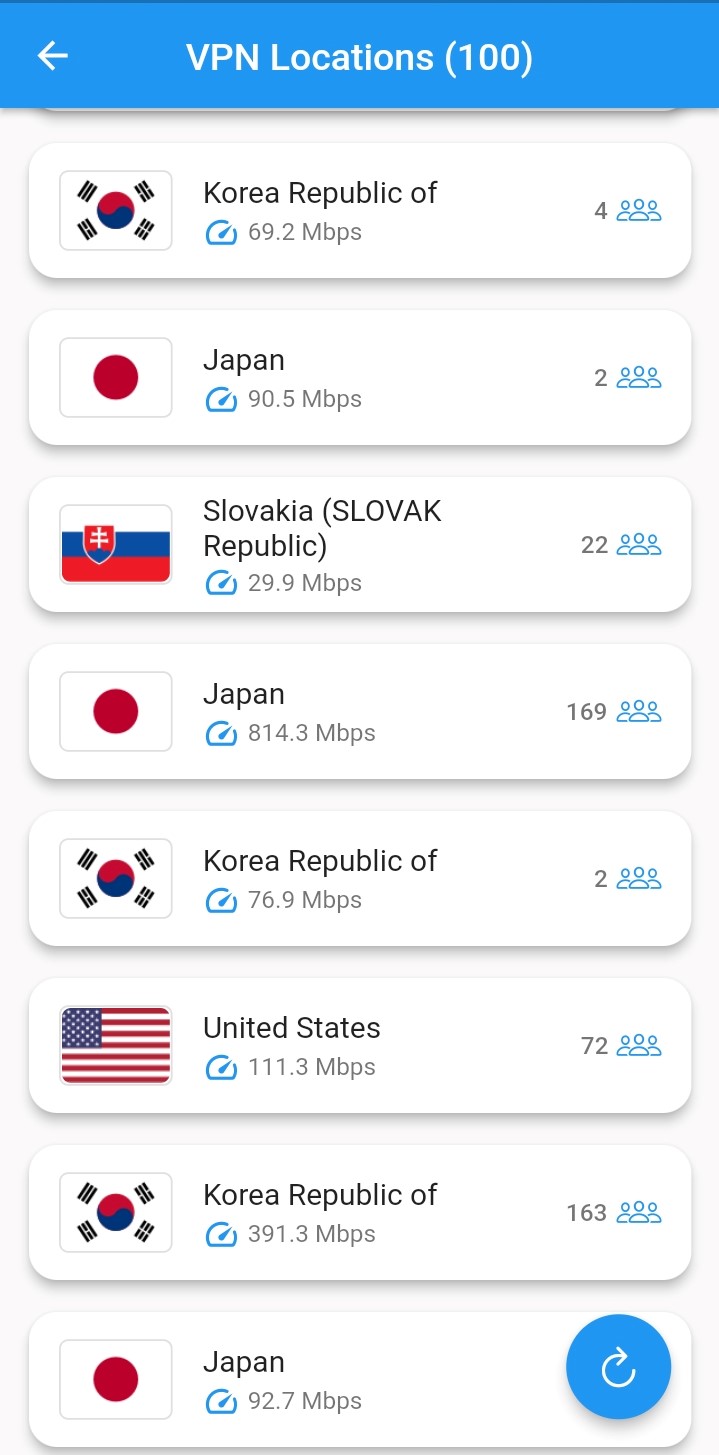 VPN Locations (100)
Korea Republic of
69.2 Mbps
4
Japan
90.5 Mbps
2
Slovakia (SLOVAK
Republic)
29.9 Mbps
22
Japan
814.3 Mbps
169
Korea Republic of
76.9 Mbps
2
United States
111.3 Mbps
72
Korea Republic of
391.3 Mbps
163
Japan
92.7 Mbps